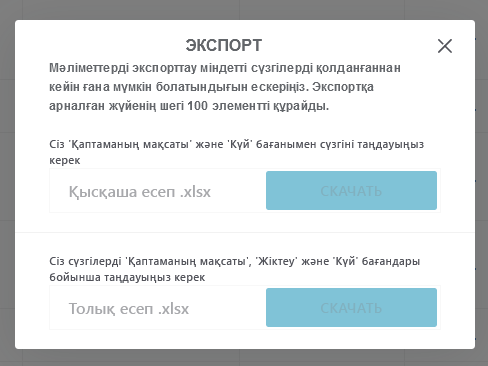 ЭКСПОРТ
Мәліметтерді экспорттау міндетті сүзгілерді қолданғаннан
кейін ғана мүмкін болатындығын ескеріңіз. Экспортқа
арналған жүйенің шегі 100 элементті құрайды.
Сіз 'Қаптаманың мақсаты' және 'Күй' бағанымен сүзгіні таңдауыңыз
керек
Қысқаша есеп .xlsx
СКАЧАТЬ
Сіз сүзгілерді 'Қаптаманың мақсаты', 'Жіктеу' және 'Күй' бағандары
бойынша таңдауыңыз керек
Толық есеп .xlsx
СКАЧАТЬ